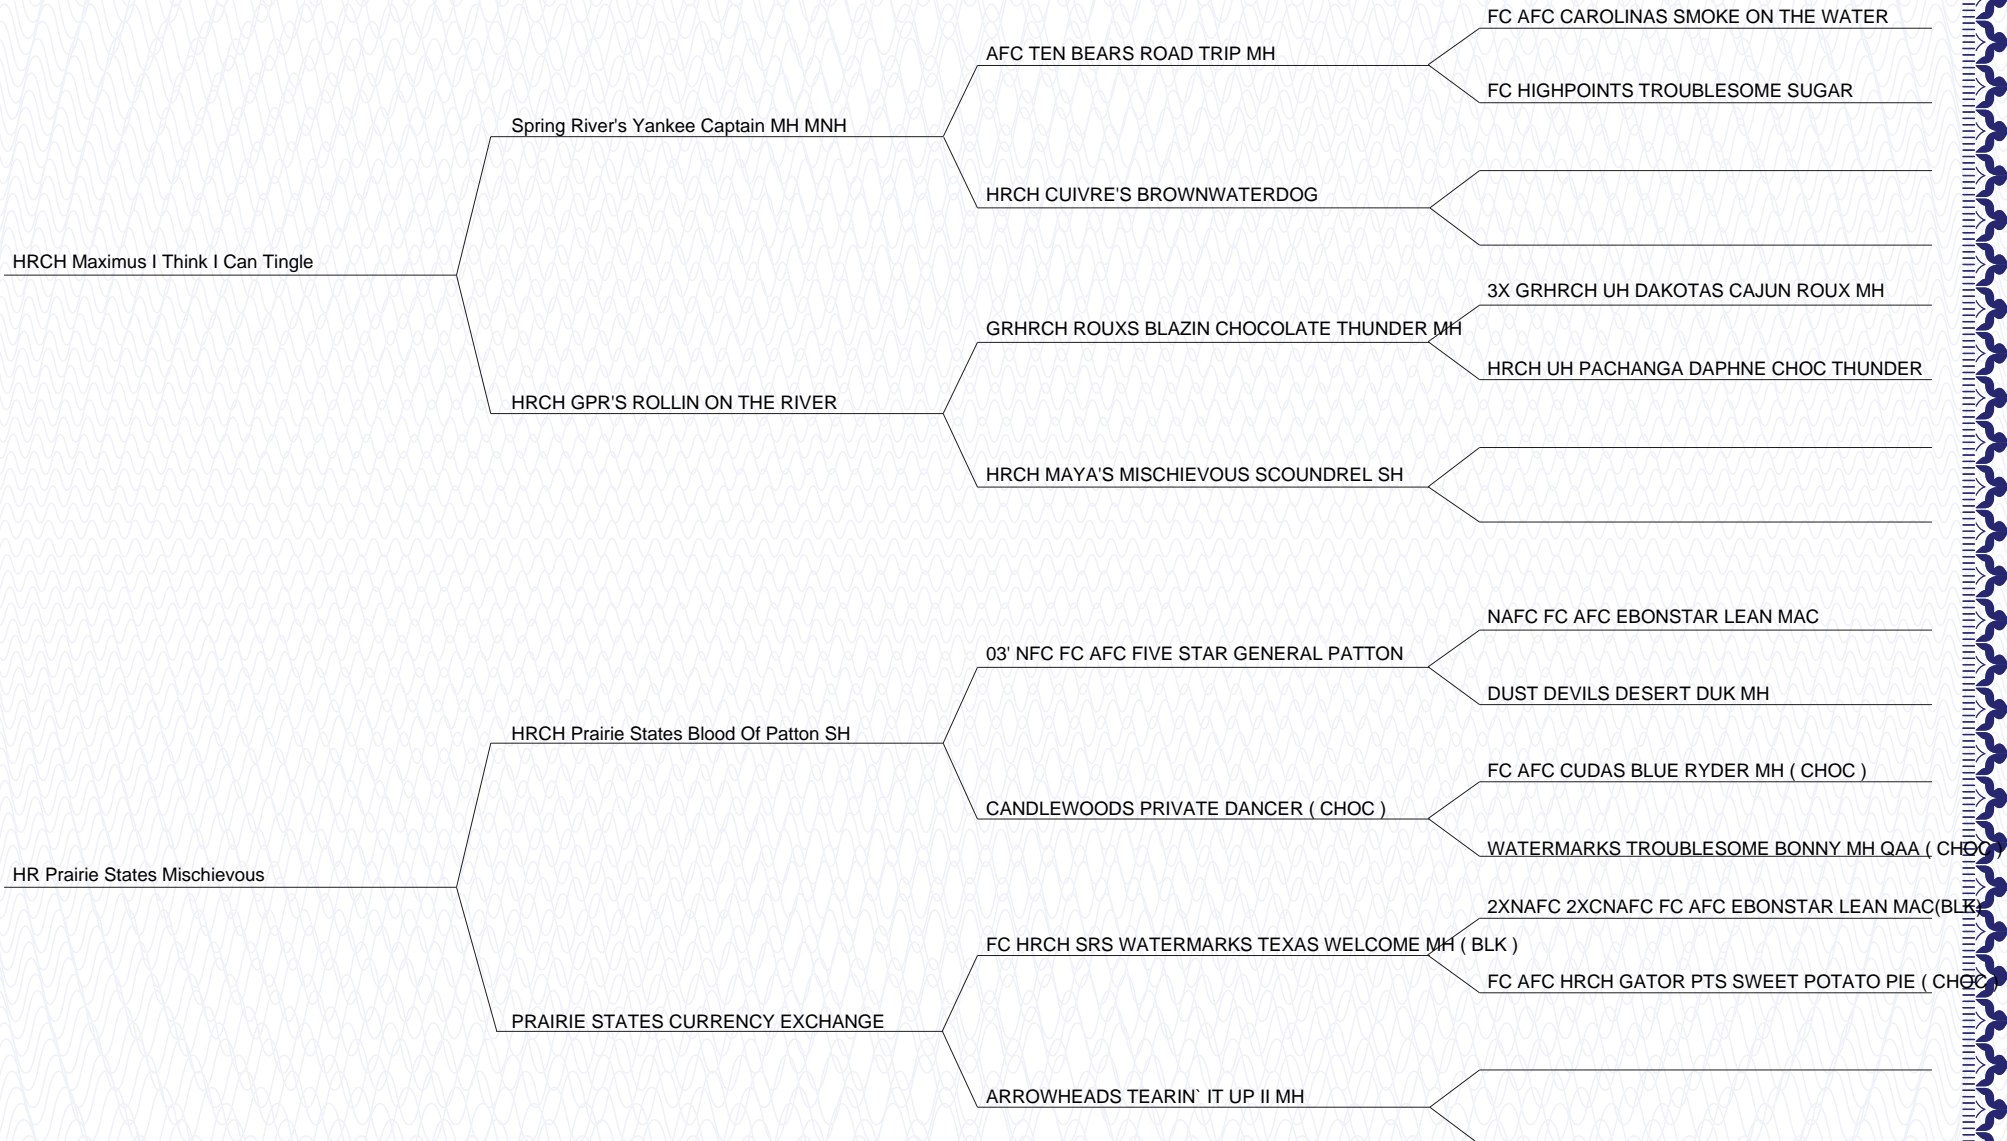 FC AFC CAROLINAS SMOKE ON THE WATER
AFC TEN BEARS ROAD TRIP MH
FC HIGHPOINTS TROUBLESOME SUGAR
Spring River's Yankee Captain MH MNH
HRCH CUIVRE'S BROWNWATERDOG
HRCH Maximus I Think I Can Tingle
3X GRHRCH UH DAKOTAS CAJUN ROUX MH
GRHRCH ROUXS BLAZIN CHOCOLATE THUNDER MH
HRCH UH PACHANGA DAPHNE CHOC THUNDER
HRCH GPR'S ROLLIN ON THE RIVER
HRCH MAYA'S MISCHIEVOUS SCOUNDREL SH
NAFC FC AFC EBONSTAR LEAN MAC
03' NFC FC AFC FIVE STAR GENERAL PATTON
DUST DEVILS DESERT DUK MH
HRCH Prairie States Blood Of Patton SH
FC AFC CUDAS BLUE RYDER MH ( CHOC )
CANDLEWOODS PRIVATE DANCER ( CHOC )
WATERMARKS TROUBLESOME BONNY MH QAA ( CHOC )
HR Prairie States Mischievous
2XNAFC 2XCNAFC FC AFC EBONSTAR LEAN MAC(BLK)
FC HRCH SRS WATERMARKS TEXAS WELCOME MH ( BLK )
FC AFC HRCH GATOR PTS SWEET POTATO PIE ( CHOC )
PRAIRIE STATES CURRENCY EXCHANGE
ARROWHEADS TEARIN` IT UP II MH